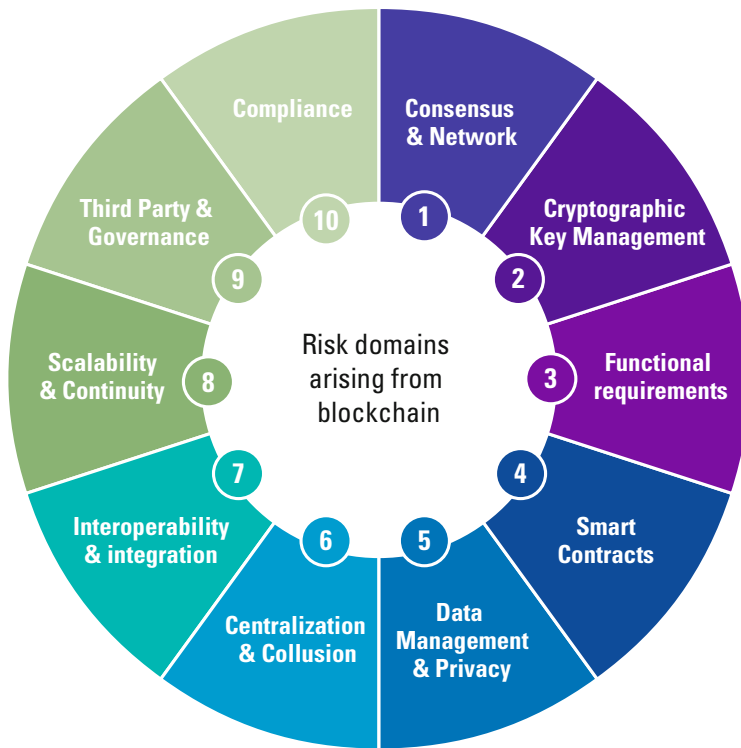 Compliance
10
Consensus
& Network
1
Cryptographic
Key Management
2
Functional
requirements
3
Smart
Contracts
4
Data
Management
& Privacy
5
Centralization
& Collusion
6
Interoperability
& integration
7
Scalability
& Continuity
8
Third Party &
Governance
9
Risk domains
arising from
blockchain